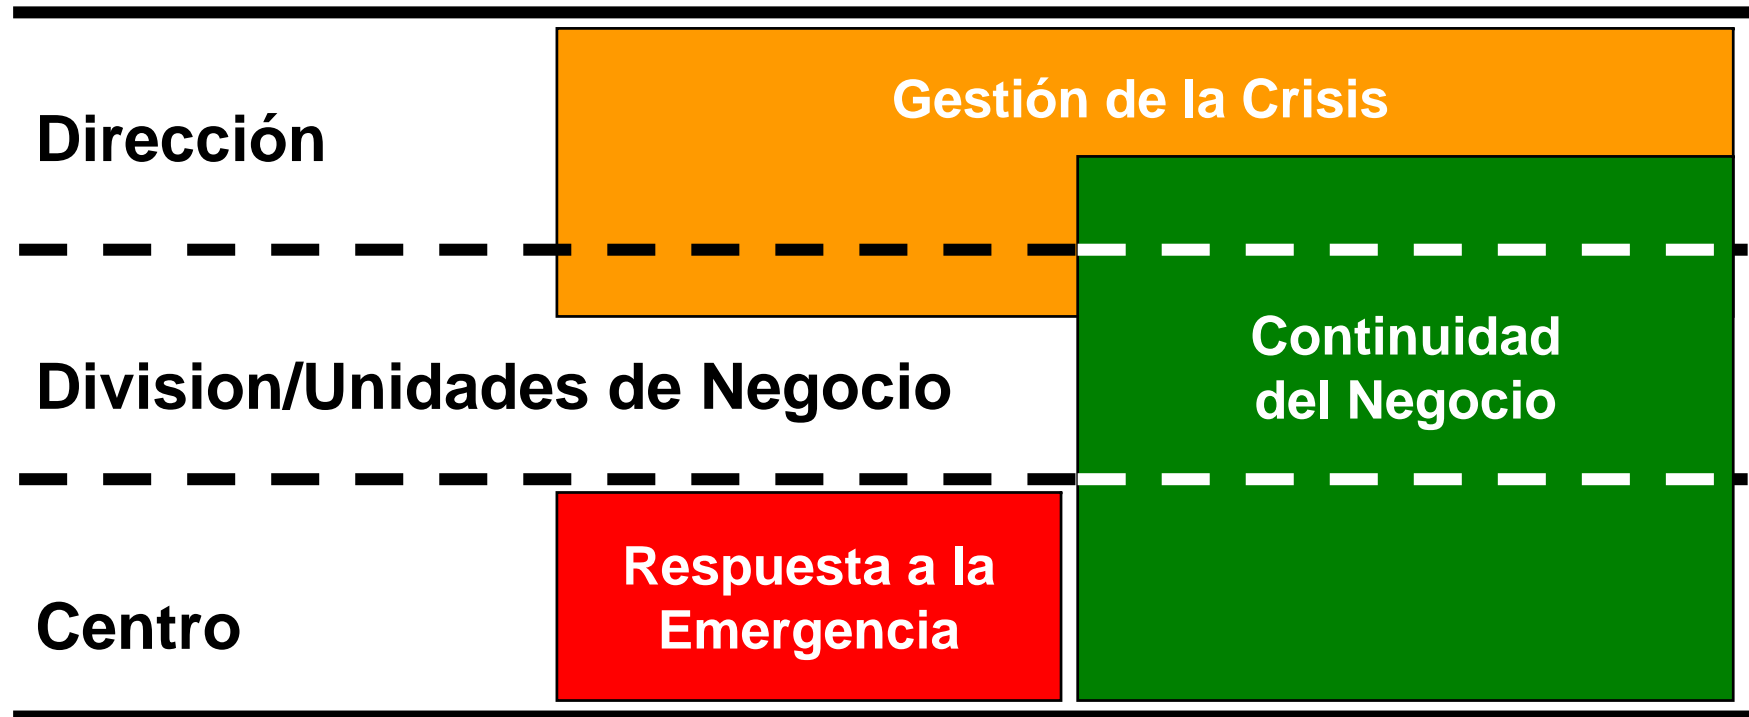 Gestión de la Crisis
Dirección
Continuidad
del Negocio
Division/Unidades de Negocio
Respuesta a la
Emergencia
Centro